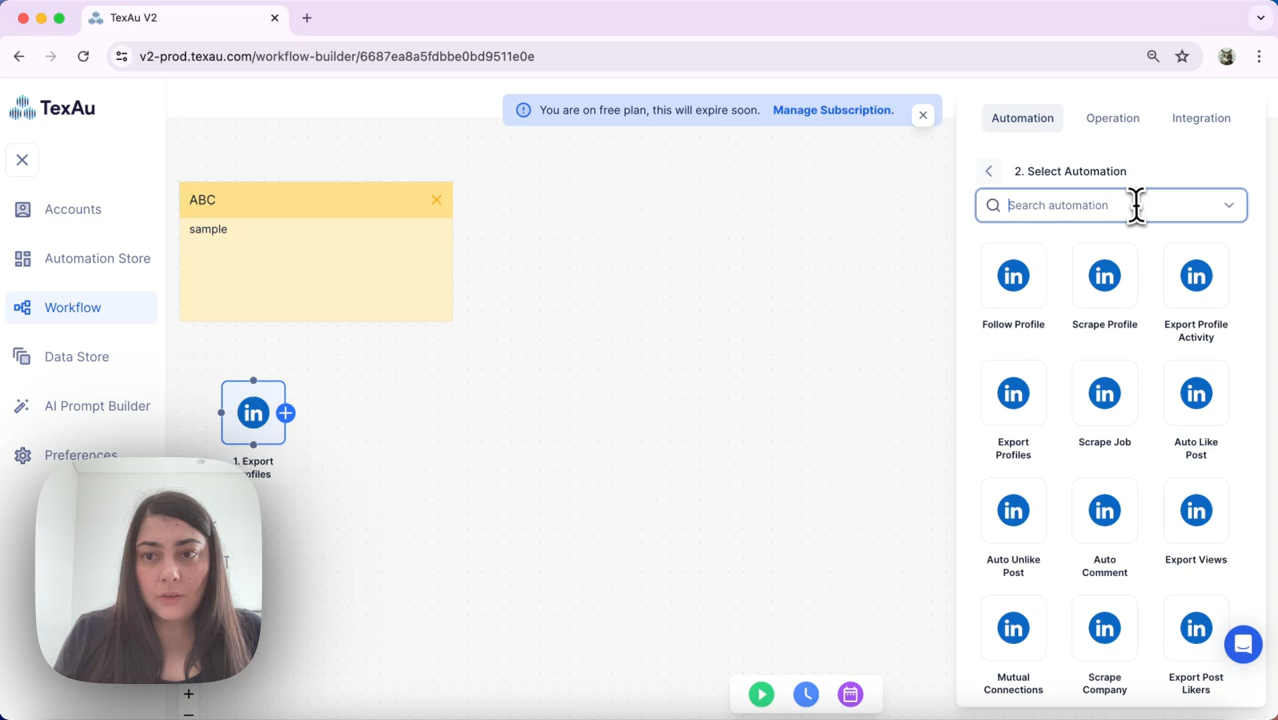 TexAu V2
v2-prod.texau.com/workflow-builder/6687ea8a5fdbbe0bd9511e0e
TexAu
You are on free plan, this will expire soon. Manage Subscription.
Accounts
Automation Store
Workflow
Data Store
AI Prompt Builder
Preferences
ABC
sample
1. Export
Automation Operation Integration
2. Select Automation
Search automation
Follow Profile
Scrape Profile
Export Profile
Activity
Export
Profiles
Scrape Job
Auto Like
Post
Auto Unlike
Post
Auto
Comment
Export Views
Mutual
Connections
Scrape
Company
Export Post
Likers